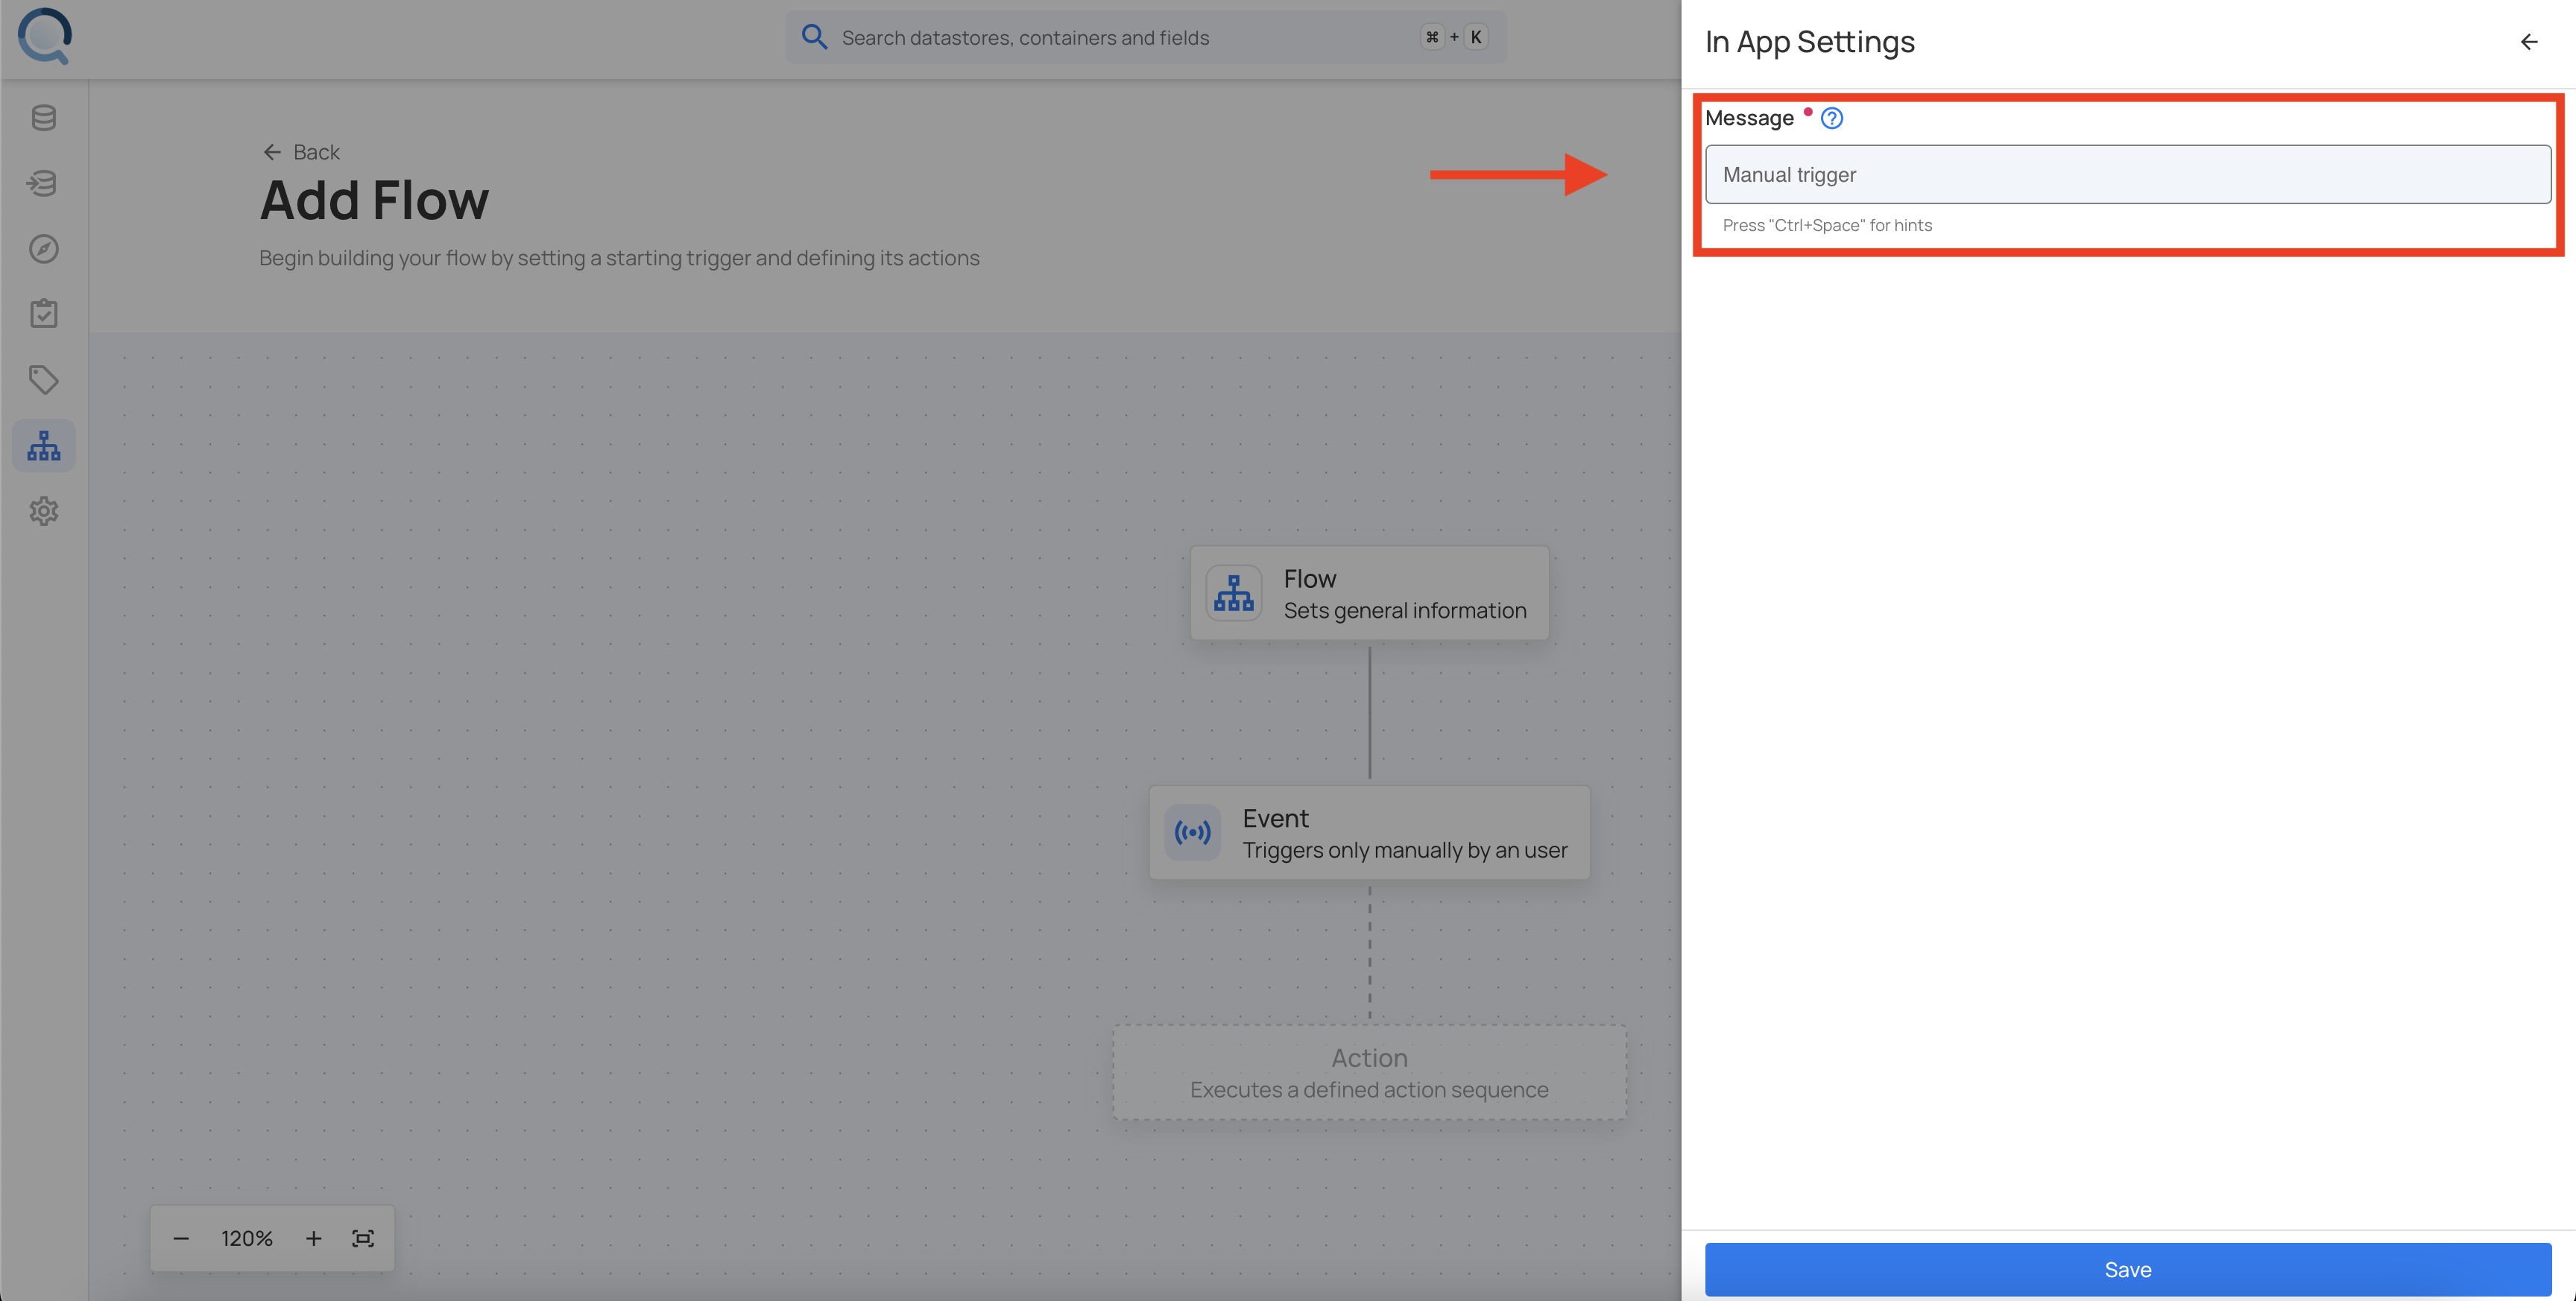 Search datastores, containers and fields
⌘ + K
In App Settings
Message
Manual trigger
Press "Ctrl+Space" for hints
Back
Add Flow
Begin building your flow by setting a starting trigger and defining its actions
Flow
Sets general information
Event
Triggers only manually by an user
Action
Executes a defined action sequence
120%
Save